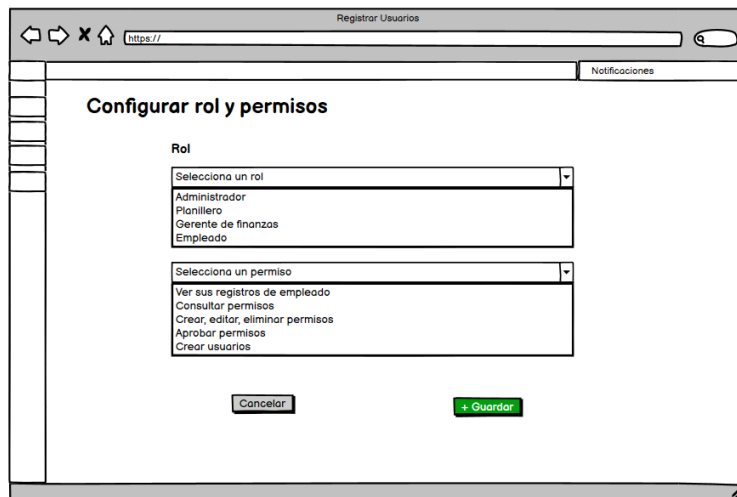 Registrar Usuarios
https://
Notificaciones
Configurar rol y permisos
Rol
Selecciona un rol
Administrador
Planillero
Gerente de finanzas
Empleado
Selecciona un permiso
Ver sus registros de empleado
Consultar permisos
Crear, editar, eliminar permisos
Aprobar permisos
Crear usuarios
Cancelar
+ Guardar